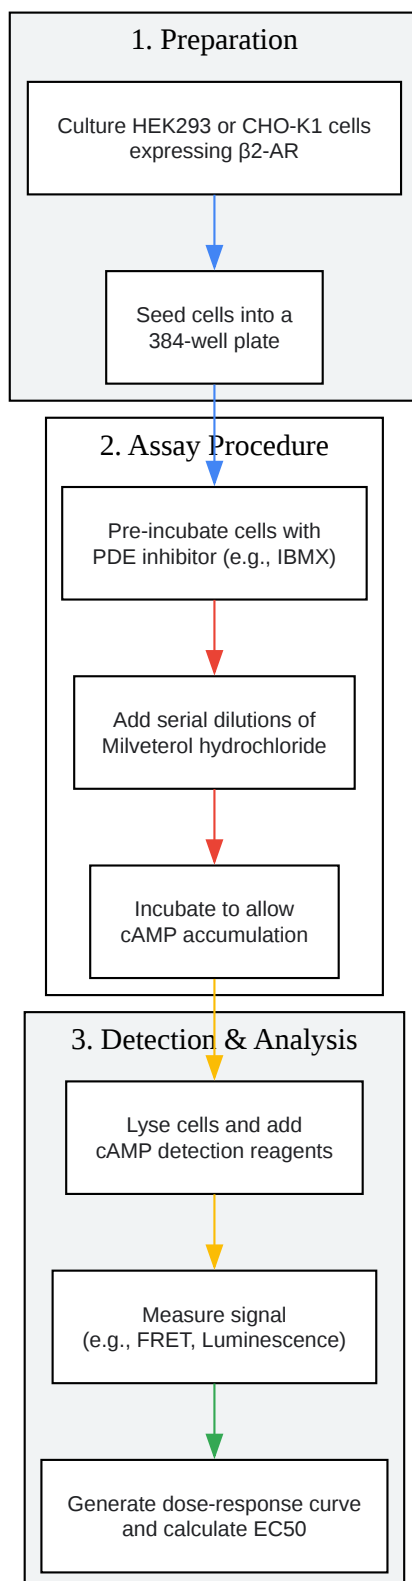 1. Preparation
Culture HEK293 or CHO-K1 cells
expressing β2-AR
Seed cells into a
384-well plate
2. Assay Procedure
Pre-incubate cells with
PDE inhibitor (e.g., IBMX)
Add serial dilutions of
Milveterol hydrochloride
Incubate to allow
cAMP accumulation
3. Detection & Analysis
Lyse cells and add
cAMP detection reagents
Measure signal
(e.g., FRET, Luminescence)
Generate dose-response curve
and calculate EC50